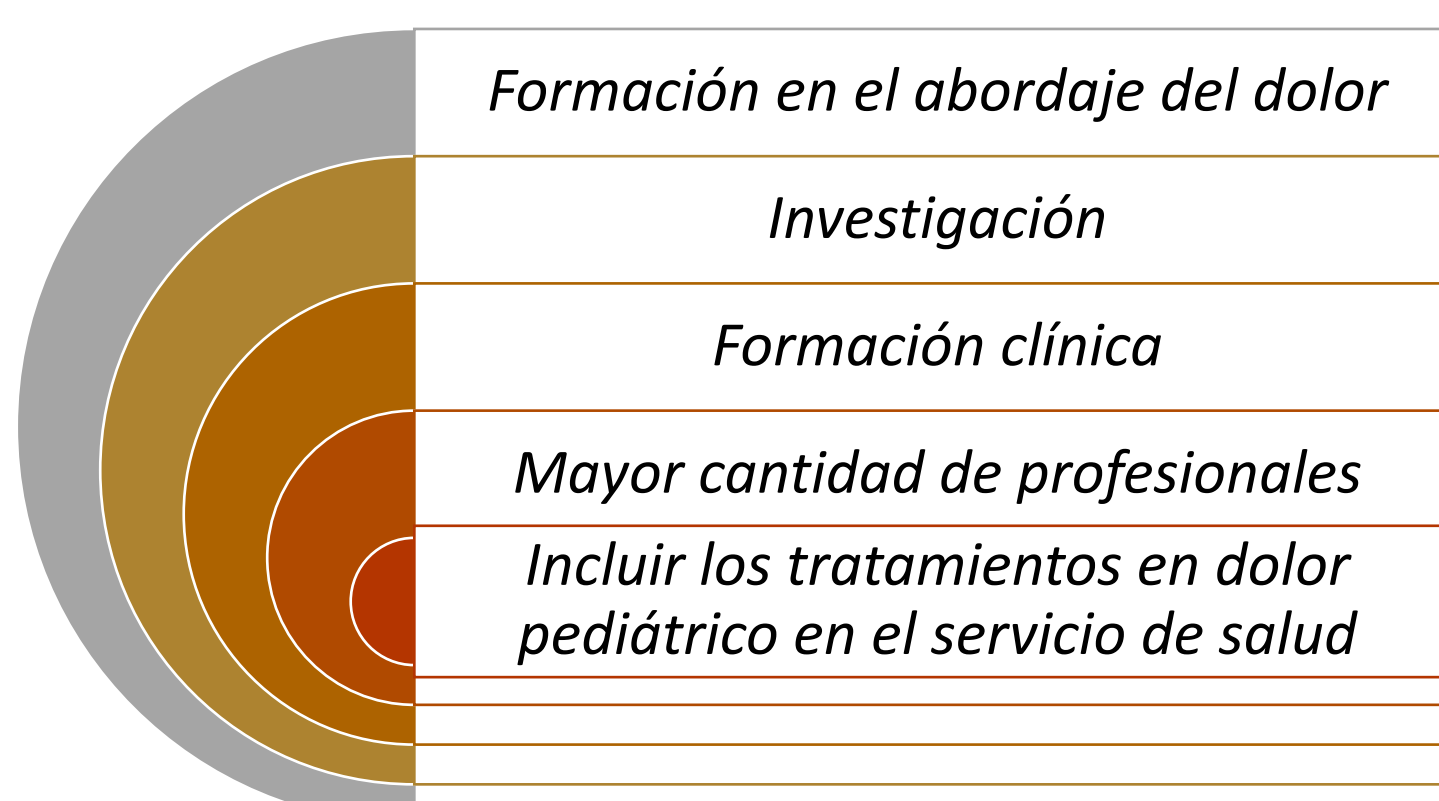 Formación en el abordaje del dolor
Investigación
Formación clínica
Mayor cantidad de profesionales
Incluir los tratamientos en dolor
pediátrico en el servicio de salud